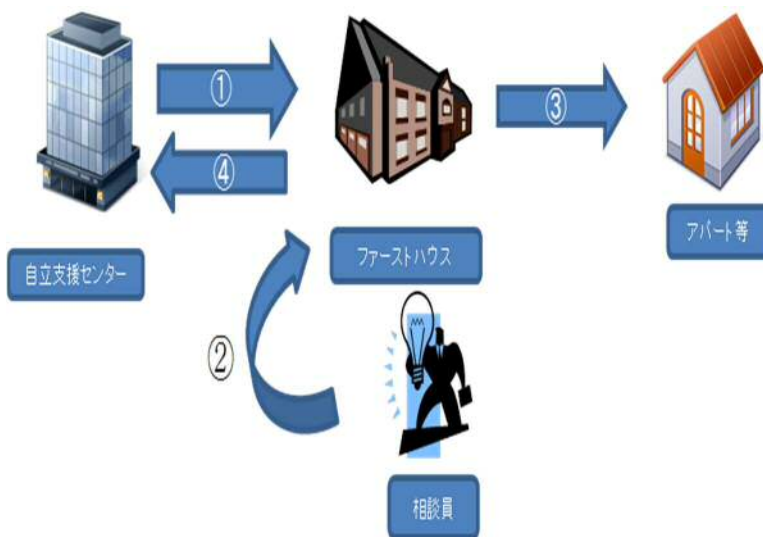 ①
③
④
自立支援センター
ファーストハウス
アパート等
②
相談員